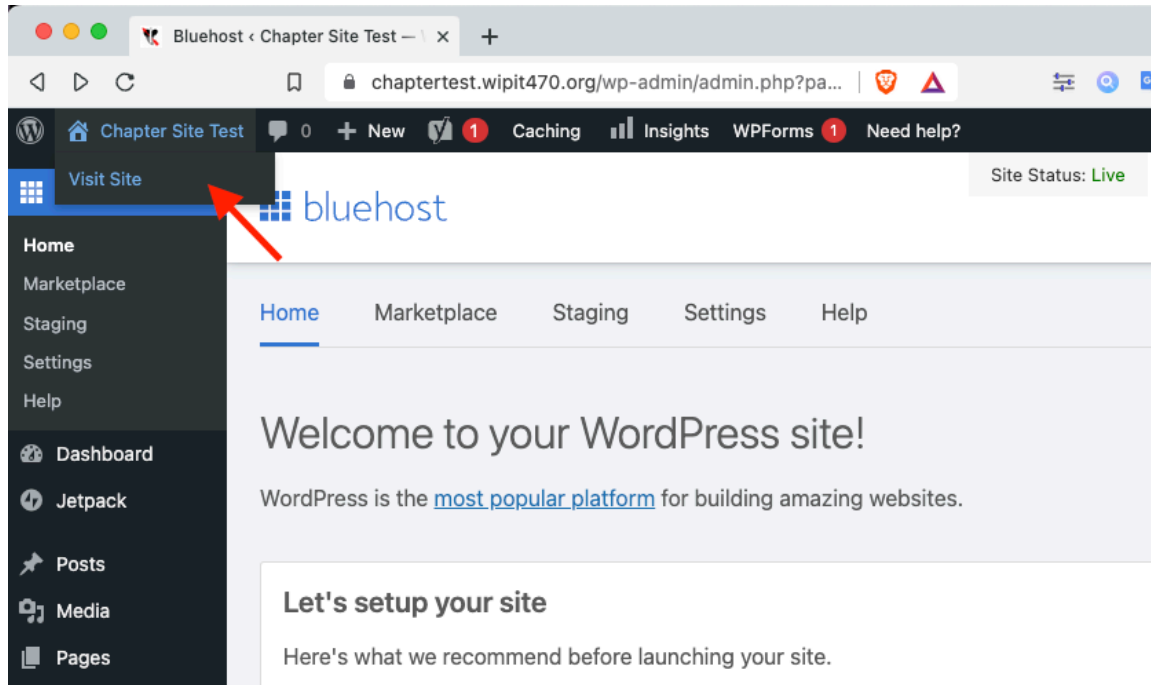 Bluehost ‹ Chapter Site Test —
chaptertest.wipit470.org/wp-admin/admin.php?pa...
Chapter Site Test 0 + New 1 Caching Insights WPForms 1 Need help?
Visit Site
Site Status: Live
bluehost
Home
Marketplace
Staging
Settings
Help
Dashboard
Jetpack
Posts
Media
Pages
Home Marketplace Staging Settings Help
Welcome to your WordPress site!
WordPress is the most popular platform for building amazing websites.
Let's setup your site
Here's what we recommend before launching your site.